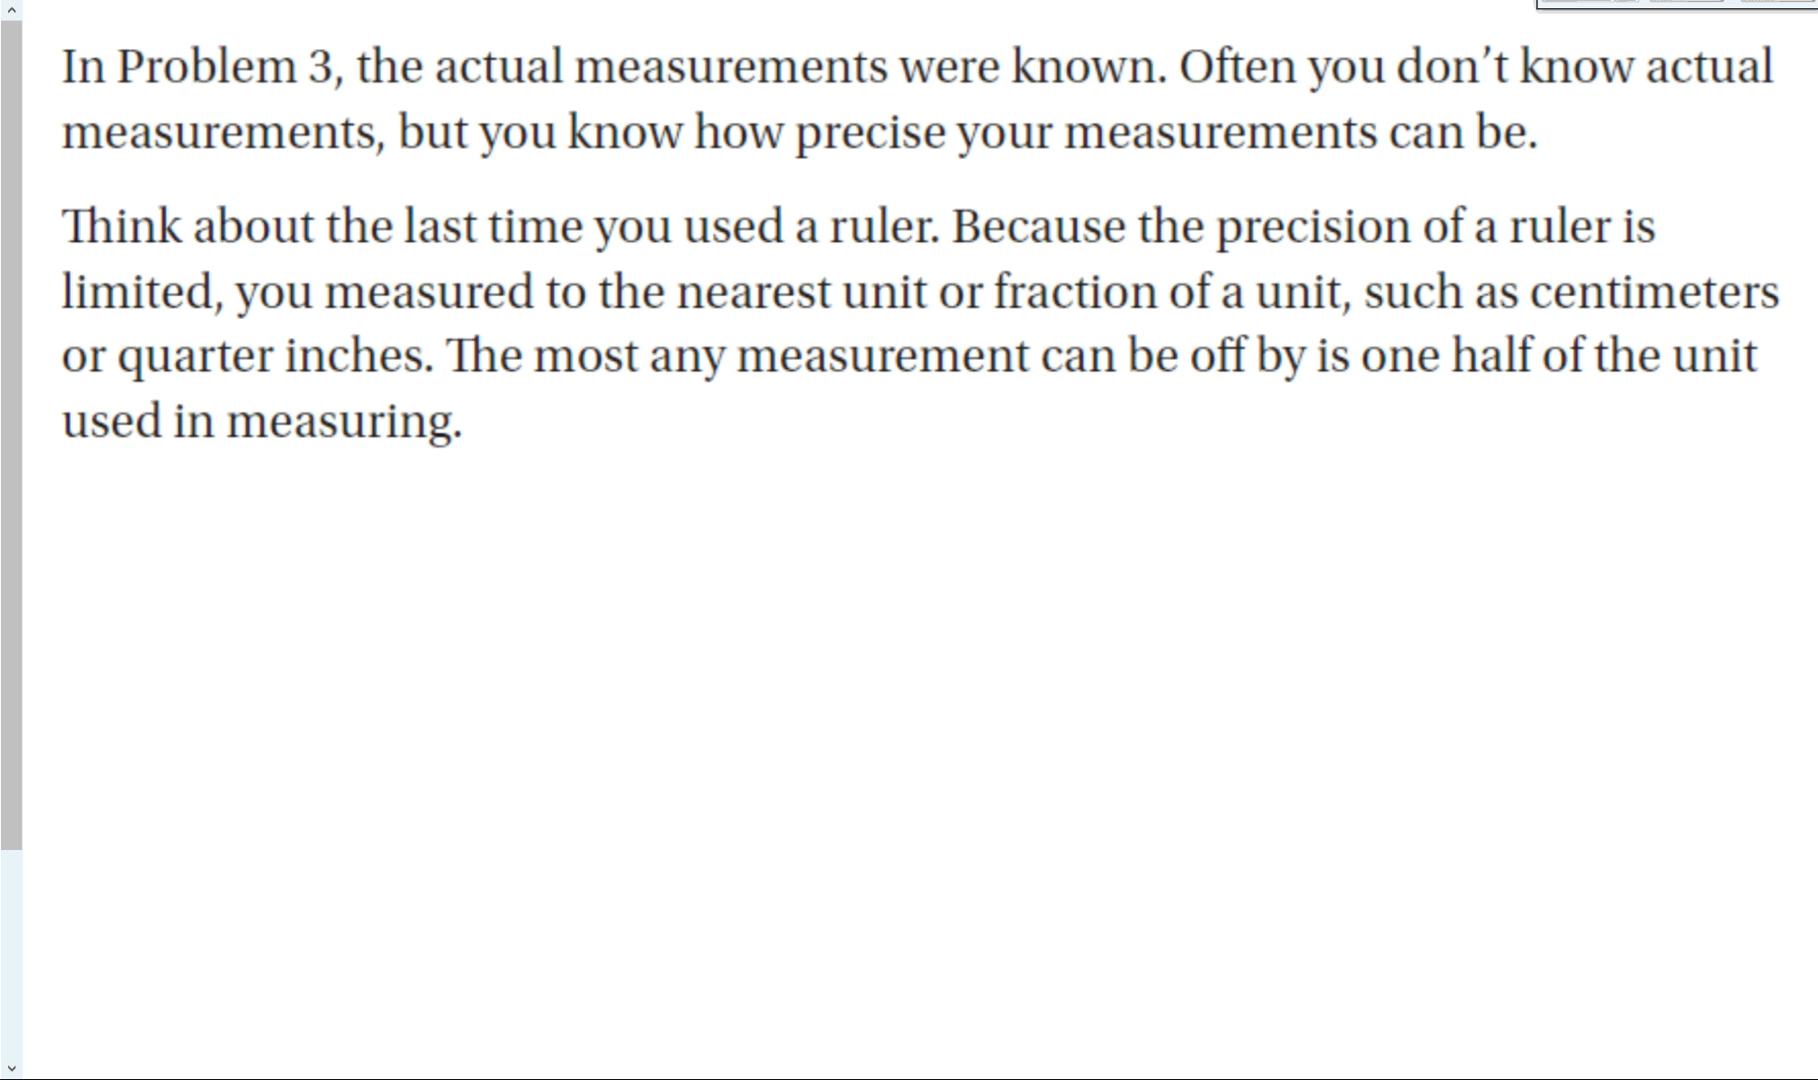 In Problem 3, the actual measurements were known. Often you don’t know actual
measurements, but you know how precise your measurements can be.
Think about the last time you used a ruler. Because the precision of a ruler is
limited, you measured to the nearest unit or fraction of a unit, such as centimeters
or quarter inches. The most any measurement can be off by is one half of the unit
used in measuring.